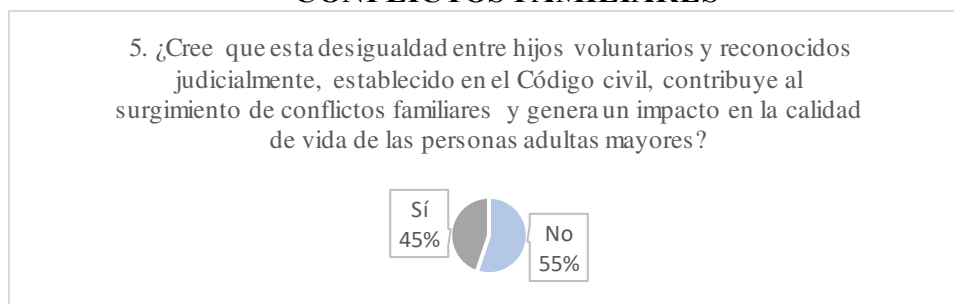 CONFLICTOS FAMILIARES
5. ¿Cree que esta desigualdad entre hijos voluntarios y reconocidos
judicialmente, establecido en el Código civil, contribuye al
surgimiento de conflictos familiares y genera un impacto en la calidad
de vida de las personas adultas mayores?
Sí
45%
No
55%